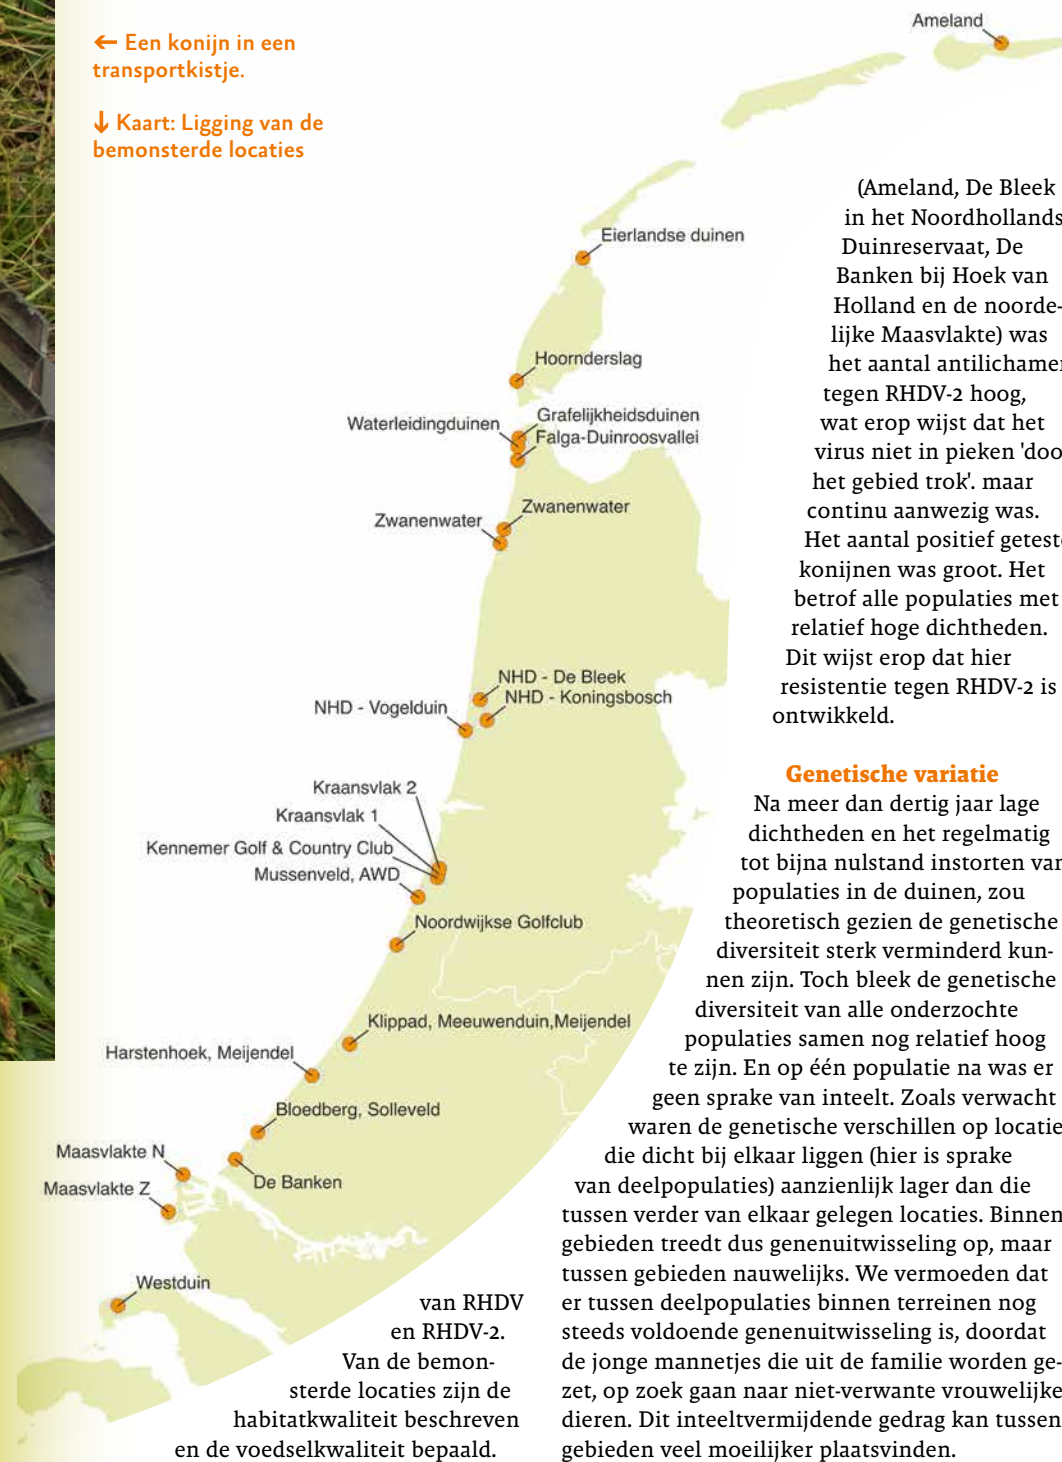 ← Een konijn in een
transportkistje.
↓ Kaart: Ligging van de
bemonsterde locaties
Ameland
Eierlandse duinen
Hoornderslag
Waterleidingduinen
Grafelijkheidsduinen
Falga-Duinroosvallei
Zwanenwater
Zwanenwater
NHD - De Bleek
NHD - Koningsbosch
NHD - Vogelduin
Kraansvlak 2
Kraansvlak 1
Kennemer Golf & Country Club
Mussenveld, AWD
Noordwijkse Golfclub
Klippad, Meeuwenduin,Meijendel
Harstenhoek, Meijendel
Bloedberg, Solleveld
Maasvlakte N
De Banken
Maasvlakte Z
Westduin
van RHDV
en RHDV-2.
Van de bemon-
sterde locaties zijn de
habitatkwaliteit beschreven
en de voedselkwaliteit bepaald.
(Ameland, De Bleek
in het Noordhollands
Duinreservaat, De
Banken bij Hoek van
Holland en de noorde-
lijke Maasvlakte) was
het aantal
tegen RHDV-2 hoog,
wat erop wijst dat het
virus niet in pieken
het gebied trok'. maar
continu aanwezig was.
Het aantal positief
konijnen was groot. Het
betrof alle populaties met
relatief hoge dichtheden.
Dit wijst erop dat hier
resistentie tegen RHDV-2 is
ontwikkeld.
Genetische variatie
Na meer dan dertig jaar lage
dichtheden en het regelmatig
tot bijna nulstand instorten
populaties in de duinen, zou
theoretisch gezien de genetische
diversiteit sterk verminderd kun-
nen zijn. Toch bleek de genetische
diversiteit van alle onderzochte
populaties samen nog relatief hoog
te zijn. En op één populatie na was er
geen sprake van inteelt. Zoals verwacht
waren de genetische verschillen op
die dicht bij elkaar liggen (hier is sprake
van deelpopulaties) aanzienlijk lager dan die
tussen verder van elkaar gelegen locaties. Binnen
gebieden treedt dus genenuitwisseling op, maar
tussen gebieden nauwelijks. We vermoeden dat
er tussen deelpopulaties binnen terreinen nog
steeds voldoende genenuitwisseling is, doordat
de jonge mannetjes die uit de familie worden ge-
zet, op zoek gaan naar niet-verwante vrouwelijke
dieren. Dit inteeltvermijdende gedrag kan tussen
gebieden veel moeilijker plaatsvinden.